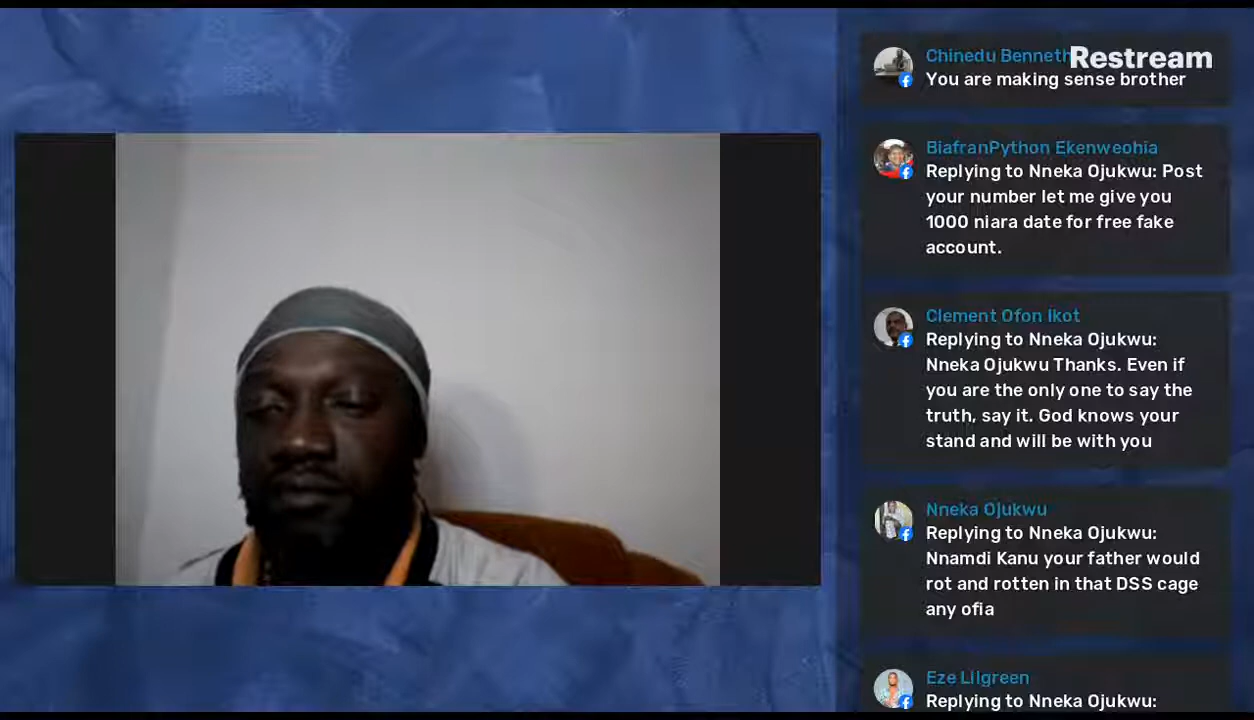 Chinedu Benneth
Restream
You are making sense brother
BiafranPython Ekenweohia
Replying to Nneka Ojukwu: Post
your number let me give you
1000 niara date for free fake
account.
Clement Ofon Ikot
Replying to Nneka Ojukwu:
Nneka Ojukwu Thanks. Even if
you are the only one to say the
truth, say it. God knows your
stand and will be with you
Nneka Ojukwu
Replying to Nneka Ojukwu:
Nnamdi Kanu your father would
rot and rotten in that DSS cage
any ofia
Eze Lilgreen
Replying to Nneka Ojukwu: